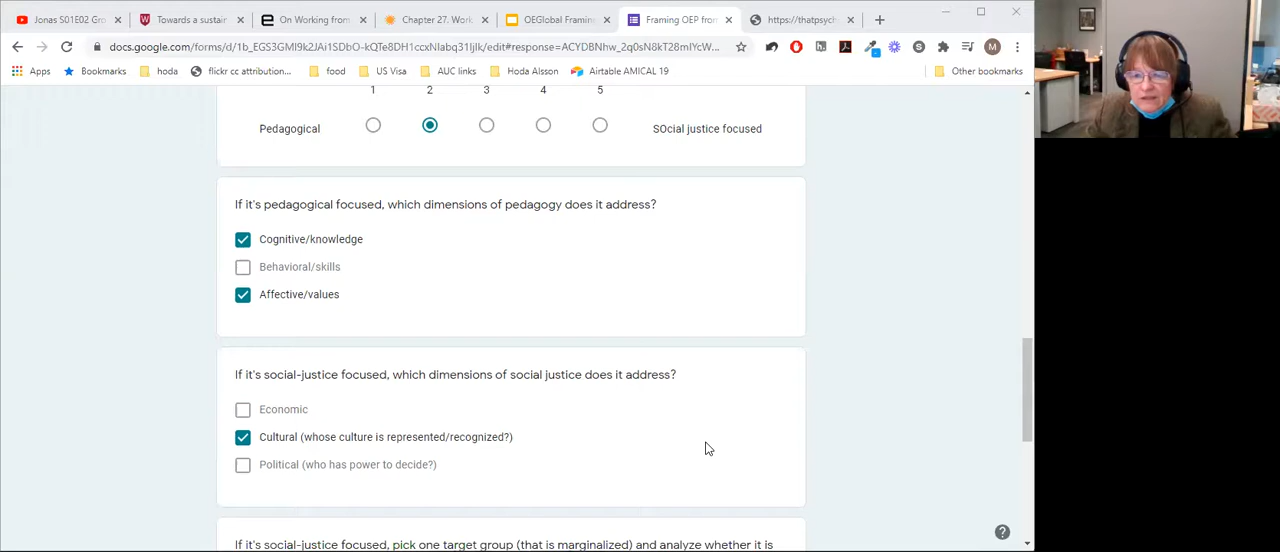 Jonas S01E02 Gro
Towards a sustain
On Working from
Chapter 27. Work
OEGlobal Framin
Framing OEP from
https://thatpsych
docs.google.com/forms/d/1b_EGS3GMl9k2JAi1SDbO-kQTe8DH1ccxNIabq31ljIk/edit#response=ACYDBNhw_2q0sN8kT28mIYcW...
M
Apps
Bookmarks
hoda
flickr cc attribution...
food
US Visa
AUC links
Hoda Alsson
Airtable AMICAL 19
Other bookmarks
1 2 3 4 5
Pedagogical
SOcial justice focused
If it's pedagogical focused, which dimensions of pedagogy does it address?
Cognitive/knowledge
Behavioral/skills
Affective/values
If it's social-justice focused, which dimensions of social justice does it address?
Economic
Cultural (whose culture is represented/recognized?)
Political (who has power to decide?)
If it's social-justice focused, pick one target group (that is marginalized) and analyze whether it is